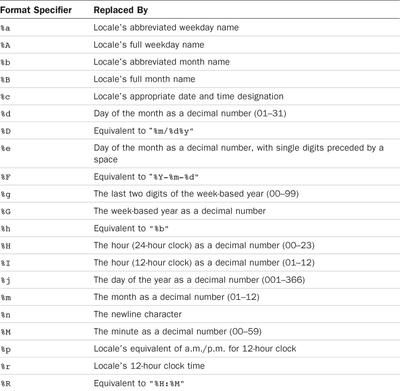 Format Specifier Replaced By
%a Locale's abbreviated weekday name
%A Locale's full weekday name
%b Locale's abbreviated month name
%B Locale's full month name
%c Locale's appropriate date and time designation
%d Day of the month as a decimal number (01–31)
%D Equivalent to "%m/%d%y"
%e Day of the month as a decimal number, with single digits preceded by a
space
%F Equivalent to "%Y-%m-%d"
%g The last two digits of the week-based year (00–99)
%G The week-based year as a decimal number
%h Equivalent to "%b"
%H The hour (24-hour clock) as a decimal number (00–23)
%I The hour (12-hour clock) as a decimal number (01–12)
%j The day of the year as a decimal number (001–366)
%m The month as a decimal number (01–12)
%n The newline character
%M The minute as a decimal number (00–59)
%p Locale's equivalent of a.m./p.m. for 12-hour clock
%r Locale's 12-hour clock time
%R Equivalent to "%H:%M"